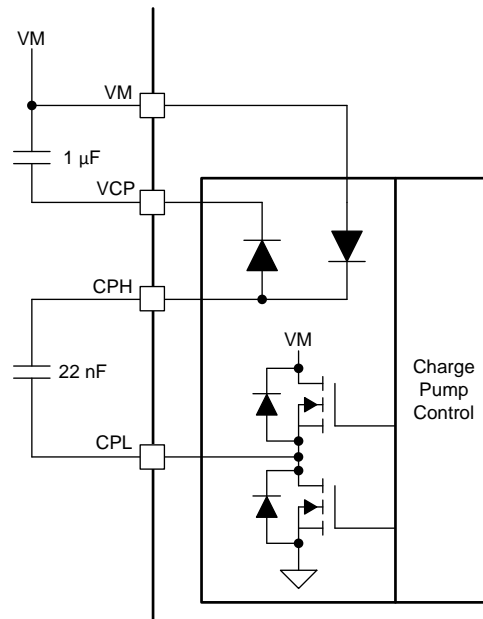 VM
VM
1 µF
VCP
CPH
VM
22 nF
CPL
Charge
Pump
Control